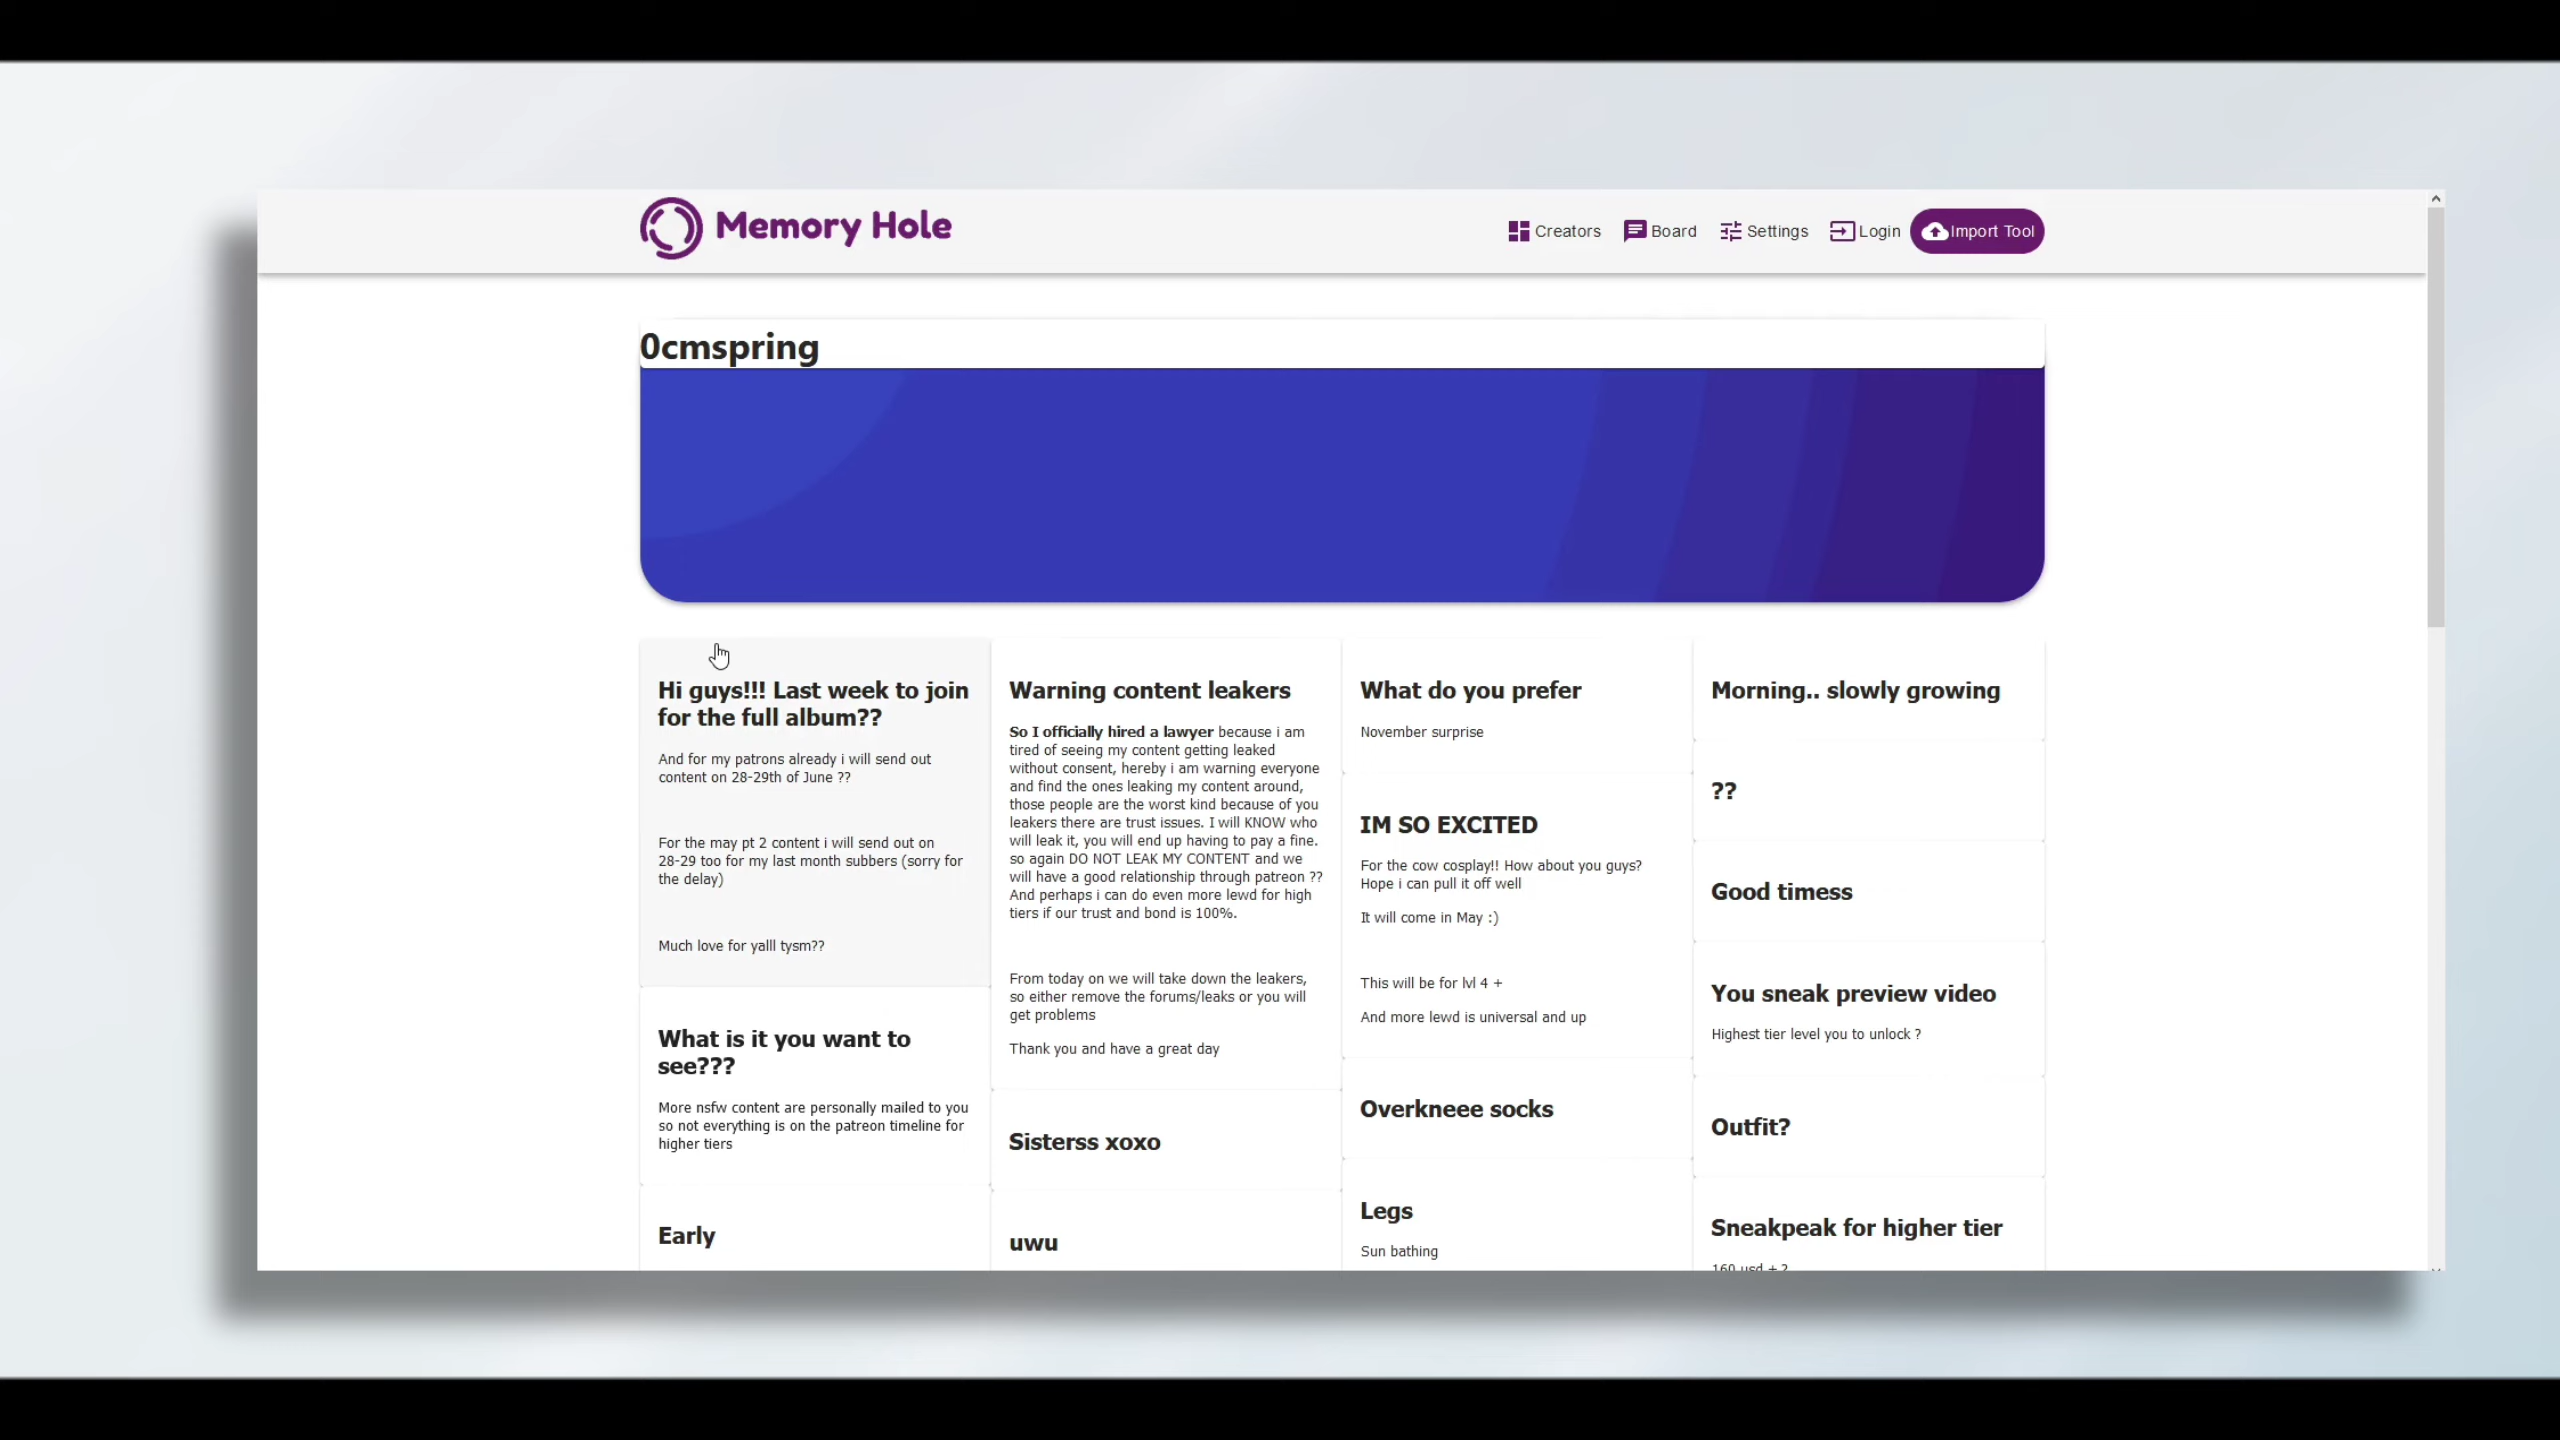 Memory Hole
Creators
Board
Settings
Login
Import Tool
0cmspring
Hi guys!!! Last week to join
for the full album??
And for my patrons already i will send out
content on 28-29th of June ??
For the may pt 2 content i will send out on
28-29 too for my last month subbers (sorry for
the delay)
Much love for yalll tysm??
What is it you want to
see???
More nsfw content are personally mailed to you
so not everything is on the patreon timeline for
higher tiers
Early
Warning content leakers
So I officially hired a lawyer because i am
tired of seeing my content getting leaked
without consent, hereby i am warning everyone
and find the ones leaking my content around,
those people are the worst kind because of you
leakers there are trust issues. I will KNOW who
will leak it, you will end up having to pay a fine.
so again DO NOT LEAK MY CONTENT and we
will have a good relationship through patreon ??
And perhaps i can do even more lewd for high
tiers if our trust and bond is 100%.
From today on we will take down the leakers,
so either remove the forums/leaks or you will
get problems
Thank you and have a great day
Sisterss xoxo
uwu
What do you prefer
November surprise
IM SO EXCITED
For the cow cosplay!! How about you guys?
Hope i can pull it off well
It will come in May :)
This will be for lvl 4 +
And more lewd is universal and up
Overkneee socks
Legs
Sun bathing
Morning.. slowly growing
??
Good timess
You sneak preview video
Highest tier level you to unlock ?
Outfit?
Sneakpeak for higher tier
160 usd + ?